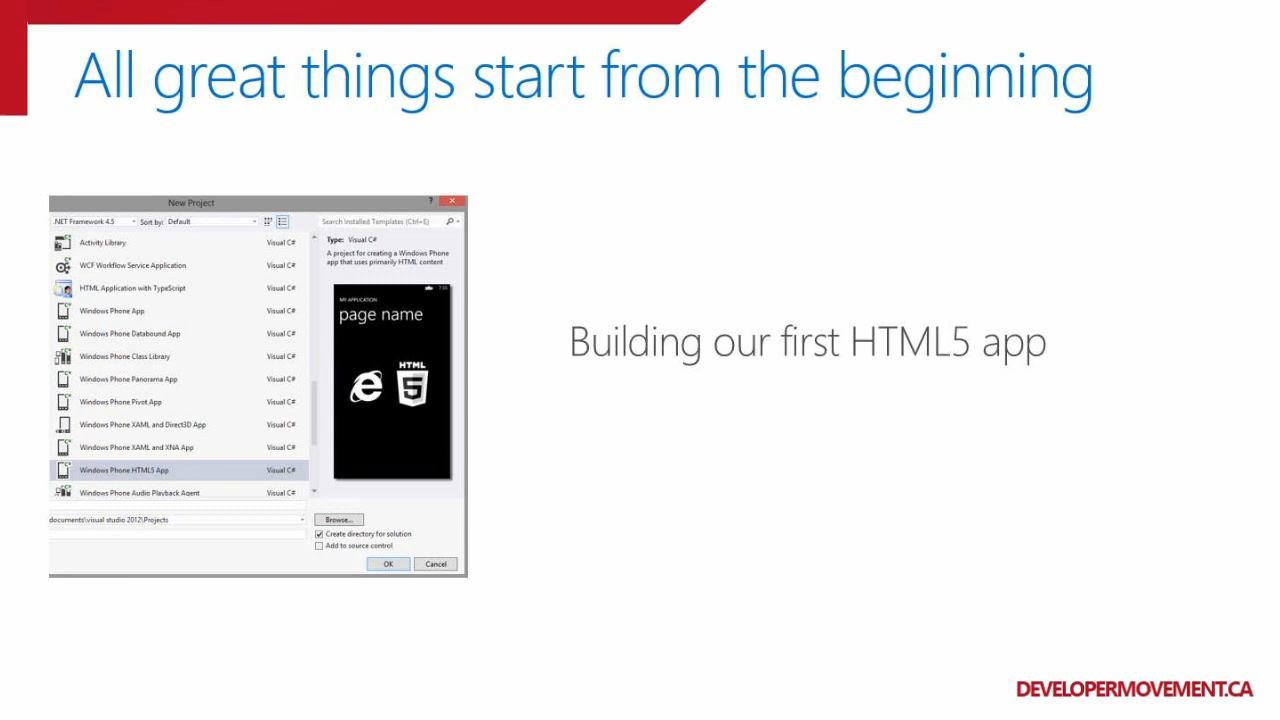 All great things start from the beginning
New Project
?
.NET Framework 4.5 Sort by: Default Search Installed Templates (Ctrl+E)
Activity Library Visual C#
WCF Workflow Service Application Visual C#
HTML Application with TypeScript Visual C#
Windows Phone App Visual C#
Windows Phone Databound App Visual C#
Windows Phone Class Library Visual C#
Windows Phone Panorama App Visual C#
Windows Phone Pivot App Visual C#
Windows Phone XAML and Direct3D App Visual C#
Windows Phone XAML and XNA App Visual C#
Windows Phone HTML5 App Visual C#
Windows Phone Audio Playback Agent Visual C#
Type: Visual C#
A project for creating a Windows Phone
app that uses primarily HTML content
MY APPLICATION
page name
HTML
5
documents\visual studio 2012\Projects
Browse...
Create directory for solution
Add to source control
OK Cancel
Building our first HTML5 app
DEVELOPERMOVEMENT.CA